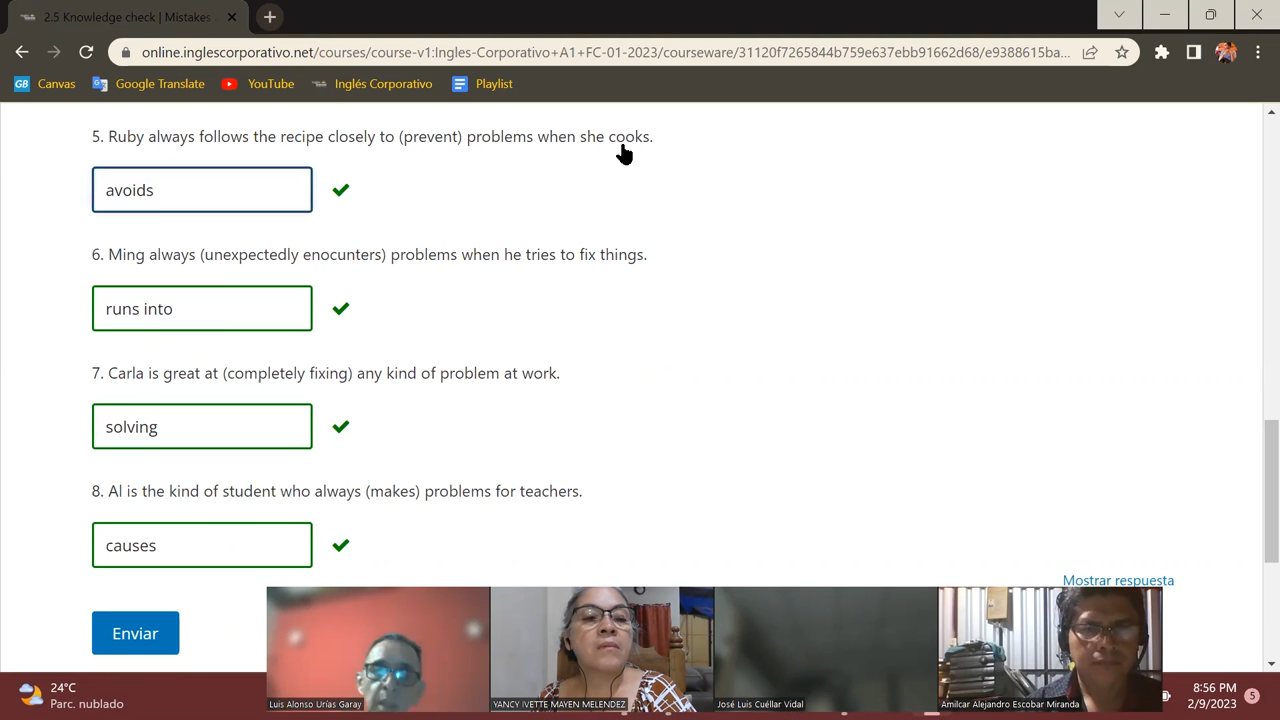 2.5 Knowledge check | Mistakes
online.inglescorporativo.net/courses/course-v1:Ingles-Corporativo+A1+FC-01-2023/courseware/31120f7265844b759e637ebb91662d68/e9388615ba...
GB Canvas Google Translate YouTube Inglés Corporativo Playlist
5. Ruby always follows the recipe closely to (prevent) problems when she cooks.
avoids
6. Ming always (unexpectedly enocunters) problems when he tries to fix things.
runs into
7. Carla is great at (completely fixing) any kind of problem at work.
solving
8. Al is the kind of student who always (makes) problems for teachers.
causes
Mostrar respuesta
Enviar
Luis Alonso Urías Garay
YANCY IVETTE MAYEN MELENDEZ
José Luis Cuéllar Vidal
Amilcar Alejandro Escobar Miranda
24°C
Parc. nublado
8:56 PM
2/9/2023
5